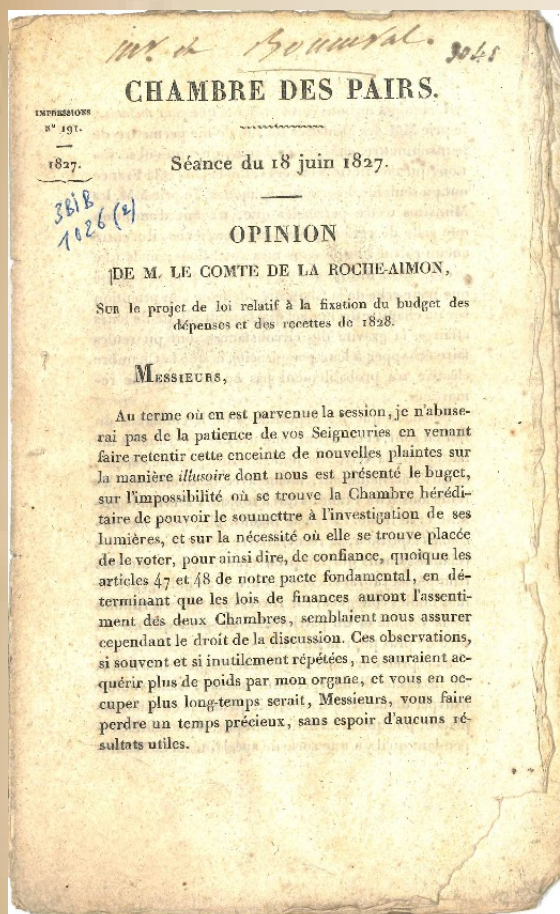 mr. de Bonneval. 3045
CHAMBRE DES PAIRS.
IMPRESSIONS
N° 191.
1827.
Séance du 18 juin 1827.
3BIB
1026 (2)
OPINION
DE M. LE COMTE DE LA ROCHE-AIMON,
SUR le projet de loi relatif à la fixation du budget des
dépenses et des recettes de 1828.
MESSIEURS,
Au terme où en est parvenue la session, je n'abuse-
rai pas de la patience de vos Seigneuries en venant
faire retentir cette enceinte de nouvelles plaintes sur
la manière illusoire dont nous est présenté le buget,
sur l'impossibilité où se trouve la Chambre hérédi-
taire de pouvoir le soumettre à l'investigation de ses
lumières, et sur la nécessité où elle se trouve placée
de le voter, pour ainsi dire, de confiance, quoique les
articles 47 et 48 de notre pacte fondamental, en dé-
terminant que les lois de finances auront l'assenti-
ment des deux Chambres, semblaient nous assurer
cependant le droit de la discussion. Ces observations,
si souvent et si inutilement répétées, ne sauraient ac-
quérir plus de poids par mon organe, et vous en oc-
cuper plus long-temps serait, Messieurs, vous faire
perdre un temps précieux, sans espoir d'aucuns ré-
sultats utiles.